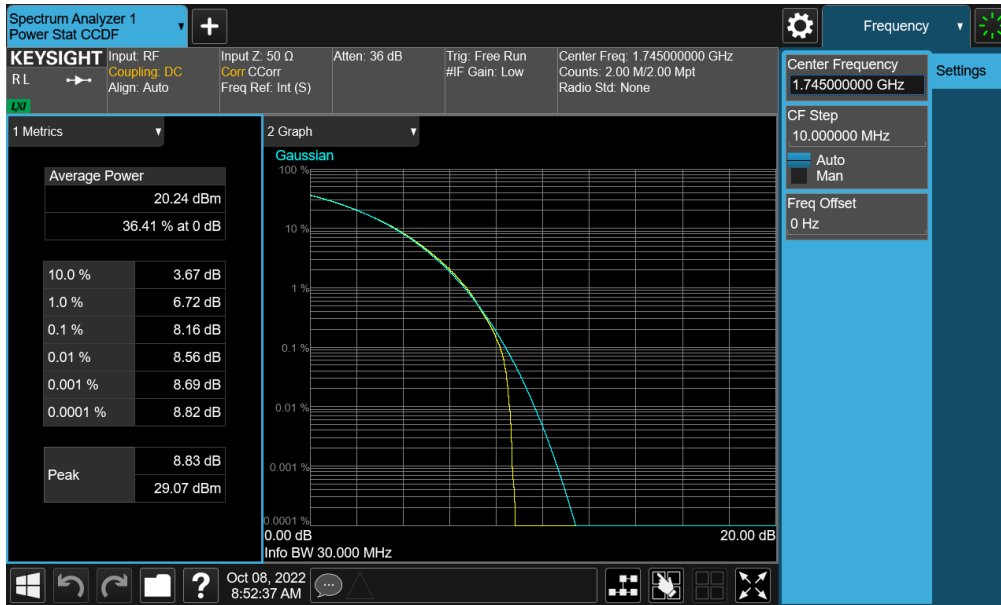 Spectrum Analyzer 1
Power Stat CCDF
Frequency
KEYSIGHT
R L
LXI
Input: RF
Coupling: DC
Align: Auto
Input Z: 50 Ω
Corr CCorr
Freq Ref: Int (S)
Atten: 36 dB
Trig: Free Run
#IF Gain: Low
Center Freq: 1.745000000 GHz
Counts: 2.00 M/2.00 Mpt
Radio Std: None
Center Frequency
1.745000000 GHz
Settings
CF Step
10.000000 MHz
Auto
Man
Freq Offset
0 Hz
1 Metrics
Average Power
20.24 dBm
36.41 % at 0 dB
10.0 % 3.67 dB
1.0 % 6.72 dB
0.1 % 8.16 dB
0.01 % 8.56 dB
0.001 % 8.69 dB
0.0001 % 8.82 dB
Peak 8.83 dB
29.07 dBm
2 Graph
Gaussian
100 %
10 %
1 %
0.1 %
0.01 %
0.001 %
0.0001 %
0.00 dB 20.00 dB
Info BW 30.000 MHz
?
Oct 08, 2022
8:52:37 AM